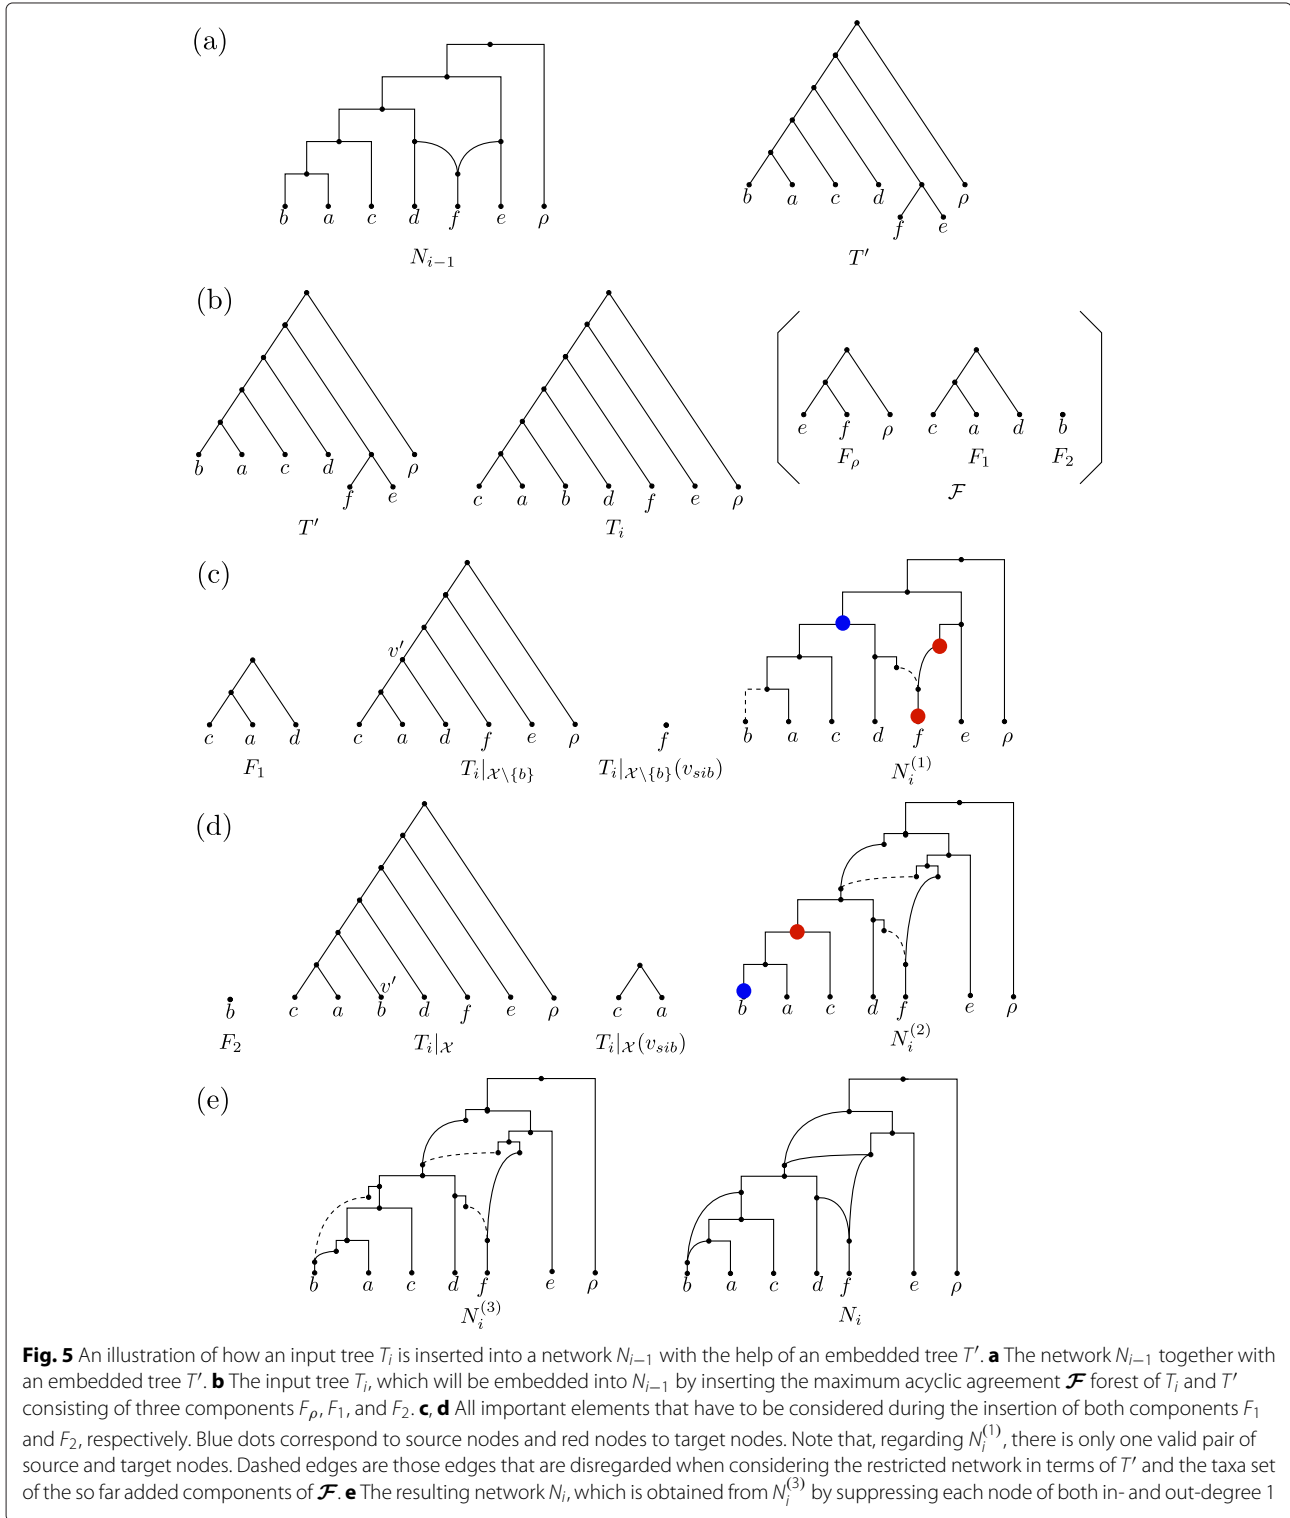 (a)
b a c d f e ρ
N_{i−1}
b a c d f e ρ
T′
(b)
b a c d f e ρ
T′
c a b d f e ρ
T_i
e f ρ
F_ρ
c a d
F_1
b
F_2
𝓕
(c)
c a d
F_1
v′
c a d f e ρ
T_i|_{𝒳\{b}}
f
T_i|_{𝒳\{b}}(v_{sib})
b a c d f e ρ
N_i^{(1)}
(d)
b
F_2
v′
c a b d f e ρ
T_i|_𝒳
c a
T_i|_𝒳(v_{sib})
b a c d f e ρ
N_i^{(2)}
(e)
b a c d f e ρ
N_i^{(3)}
b a c d f e ρ
N_i
Fig. 5 An illustration of how an input tree T_i is inserted into a network N_{i−1} with the help of an embedded tree T′. a The network N_{i−1} together with
an embedded tree T′. b The input tree T_i, which will be embedded into N_{i−1} by inserting the maximum acyclic agreement 𝓕 forest of T_i and T′
consisting of three components F_ρ, F_1, and F_2. c, d All important elements that have to be considered during the insertion of both components F_1
and F_2, respectively. Blue dots correspond to source nodes and red nodes to target nodes. Note that, regarding N_i^{(1)}, there is only one valid pair of
source and target nodes. Dashed edges are those edges that are disregarded when considering the restricted network in terms of T′ and the taxa set
of the so far added components of 𝓕. e The resulting network N_i, which is obtained from N_i^{(3)} by suppressing each node of both in- and out-degree 1